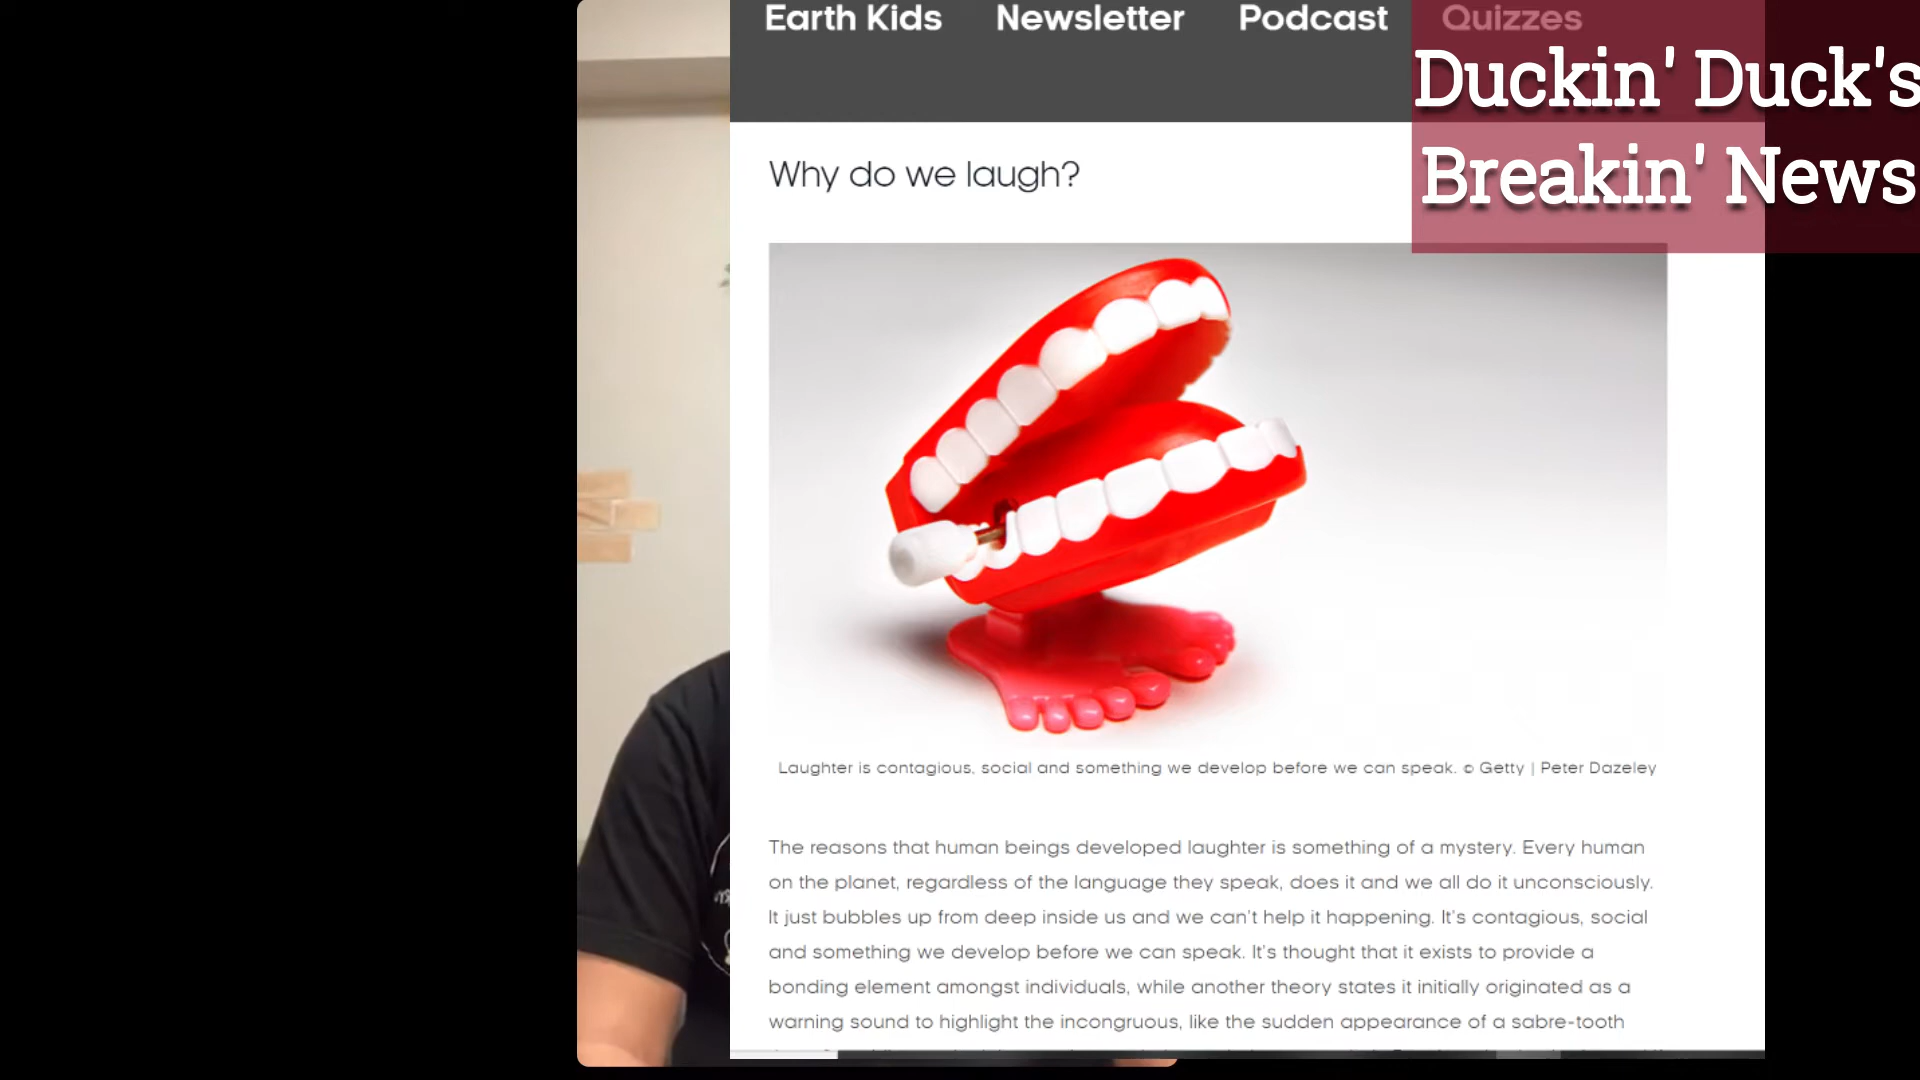 Earth Kids Newsletter Podcast Quizzes
Duckin' Duck's
Breakin' News
Why do we laugh?
Laughter is contagious, social and something we develop before we can speak. © Getty | Peter Dazeley
The reasons that human beings developed laughter is something of a mystery. Every human
on the planet, regardless of the language they speak, does it and we all do it unconsciously.
It just bubbles up from deep inside us and we can't help it happening. It's contagious, social
and something we develop before we can speak. It's thought that it exists to provide a
bonding element amongst individuals, while another theory states it initially originated as a
warning sound to highlight the incongruous, like the sudden appearance of a sabre-tooth